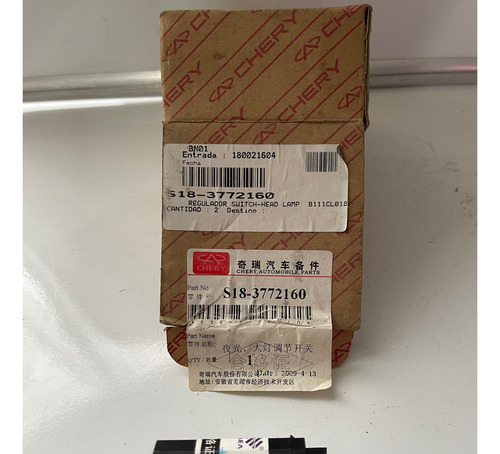 CHERY
CHERY
CHERY
BN01
Entrada : 180021604
Fecha
S18-3772160
REGULADOR SWITCH-HEAD LAMP B111CL018
CANTIDAD : 2 Destino :
CHERY
奇瑞汽车备件
CHERY AUTOMOBILE PARTS
Part No
零件号: S18-3772160
Part Name
零件名称: 夜光、大灯调节开关
QTY/数量 1
合格证
Date: 2009-4-13
奇瑞汽车股份有限公司
地址: 安徽省芜湖市经济技术开发区